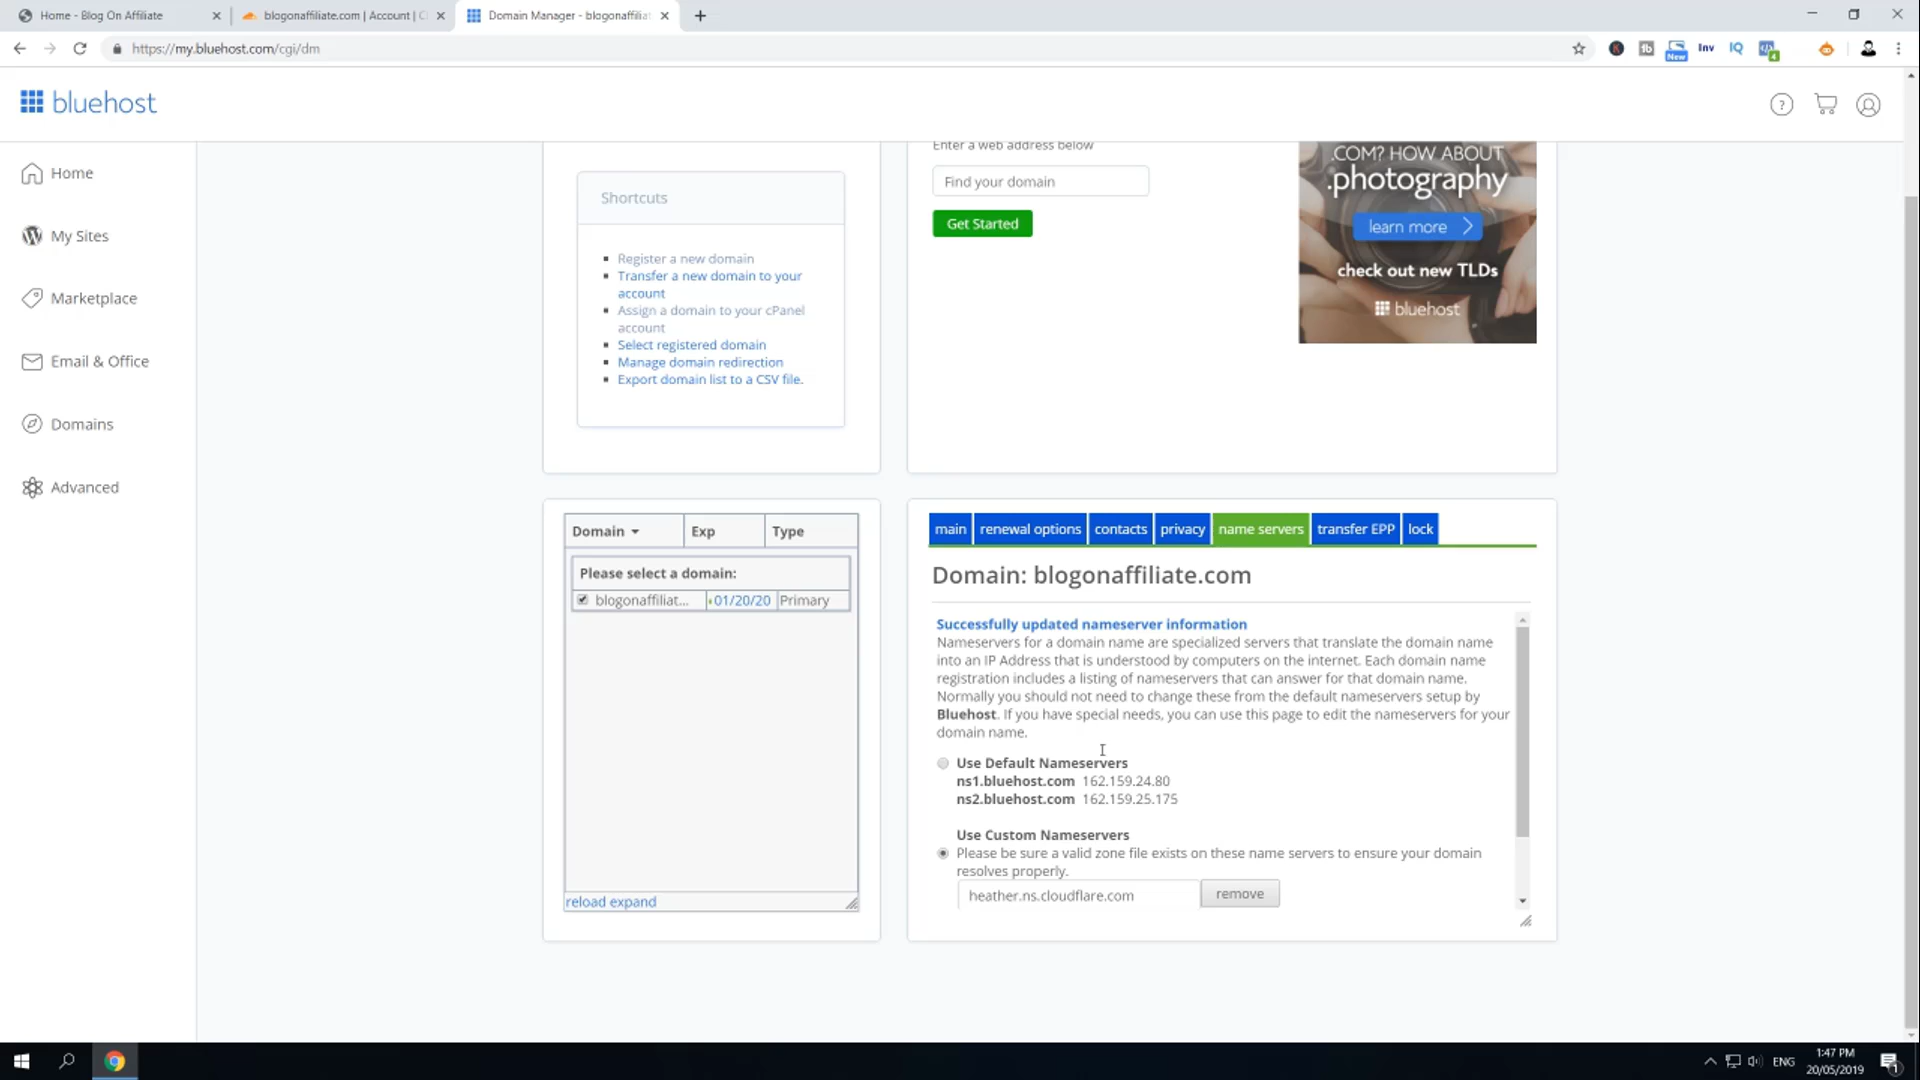 Home - Blog On Affiliate
blogonaffiliate.com | Account | C
Domain Manager - blogonaffilia
https://my.bluehost.com/cgi/dm
tb
New
Inv
IQ
4
bluehost
?
Home
My Sites
Marketplace
Email & Office
Domains
Advanced
Shortcuts
Register a new domain
Transfer a new domain to your
account
Assign a domain to your cPanel
account
Select registered domain
Manage domain redirection
Export domain list to a CSV file.
Enter a web address below
Find your domain
Get Started
.COM? HOW ABOUT
.photography
learn more
check out new TLDs
bluehost
Domain
Exp
Type
Please select a domain:
blogonaffiliat...
01/20/20
Primary
reload expand
main
renewal options
contacts
privacy
name servers
transfer EPP
lock
Domain: blogonaffiliate.com
Successfully updated nameserver information
Nameservers for a domain name are specialized servers that translate the domain name
into an IP Address that is understood by computers on the internet. Each domain name
registration includes a listing of nameservers that can answer for that domain name.
Normally you should not need to change these from the default nameservers setup by
Bluehost. If you have special needs, you can use this page to edit the nameservers for your
domain name.
Use Default Nameservers
ns1.bluehost.com 162.159.24.80
ns2.bluehost.com 162.159.25.175
Use Custom Nameservers
Please be sure a valid zone file exists on these name servers to ensure your domain
resolves properly.
heather.ns.cloudflare.com
remove
ENG
1:47 PM
20/05/2019
1